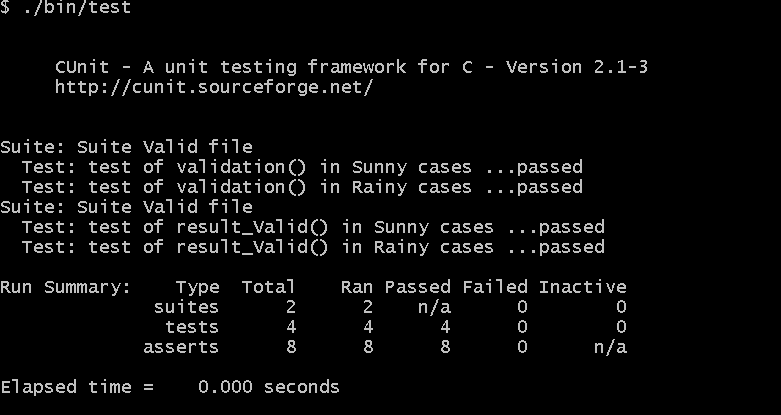 $ ./bin/test
CUnit - A unit testing framework for C - Version 2.1-3
http://cunit.sourceforge.net/
Suite: Suite Valid file
Test: test of validation() in Sunny cases ...passed
Test: test of validation() in Rainy cases ...passed
Suite: Suite Valid file
Test: test of result_Valid() in Sunny cases ...passed
Test: test of result_Valid() in Rainy cases ...passed
Run Summary: Type Total Ran Passed Failed Inactive
suites 2 2 n/a 0 0
tests 4 4 4 0 0
asserts 8 8 8 0 n/a
Elapsed time = 0.000 seconds